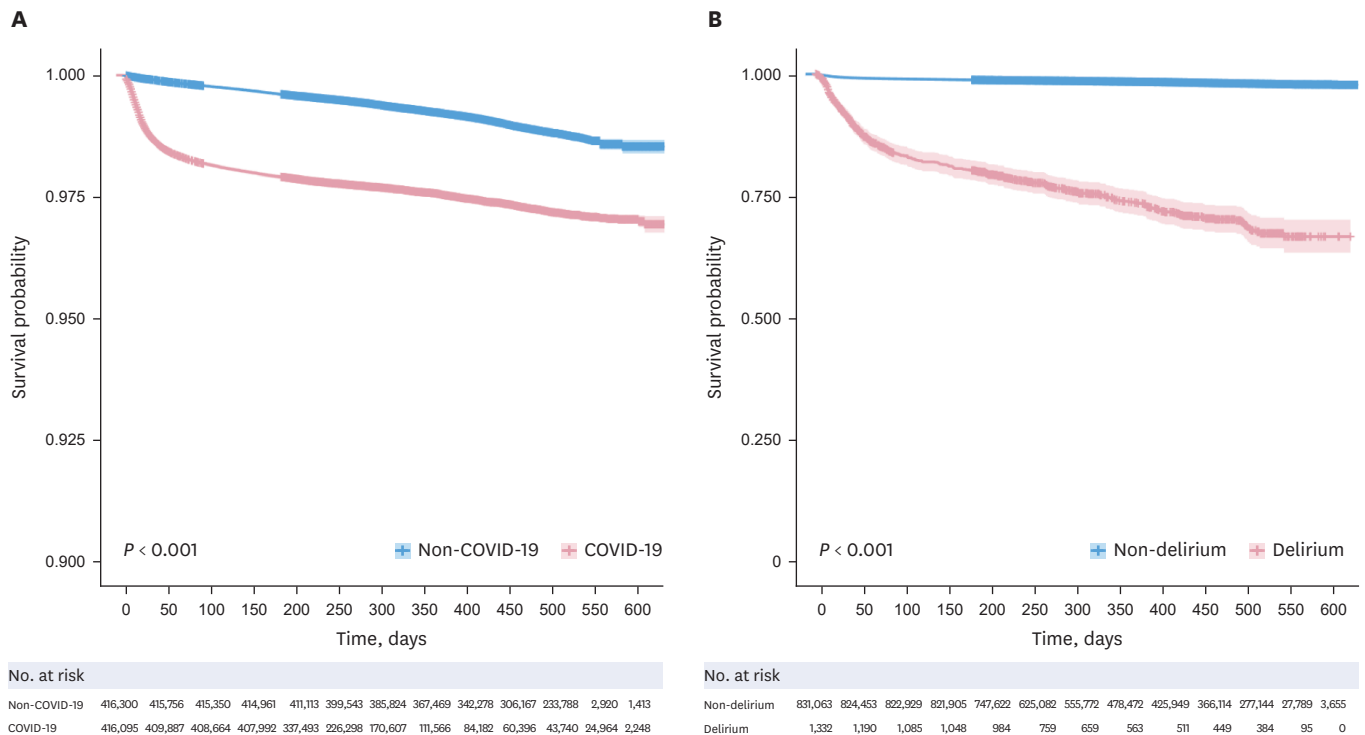 A
Survival probability
1.000
0.975
0.950
0.925
0.900
P < 0.001
Non-COVID-19 COVID-19
0 50 100 150 200 250 300 350 400 450 500 550 600
Time, days
No. at risk
Non-COVID-19 416,300 415,756 415,350 414,961 411,113 399,543 385,824 367,469 342,278 306,167 233,788 2,920 1,413
COVID-19 416,095 409,887 408,664 407,992 337,493 226,298 170,607 111,566 84,182 60,396 43,740 24,964 2,248
B
Survival probability
1.000
0.750
0.500
0.250
0
P < 0.001
Non-delirium Delirium
0 50 100 150 200 250 300 350 400 450 500 550 600
Time, days
No. at risk
Non-delirium 831,063 824,453 822,929 821,905 747,622 625,082 555,772 478,472 425,949 366,114 277,144 27,789 3,655
Delirium 1,332 1,190 1,085 1,048 984 759 659 563 511 449 384 95 0